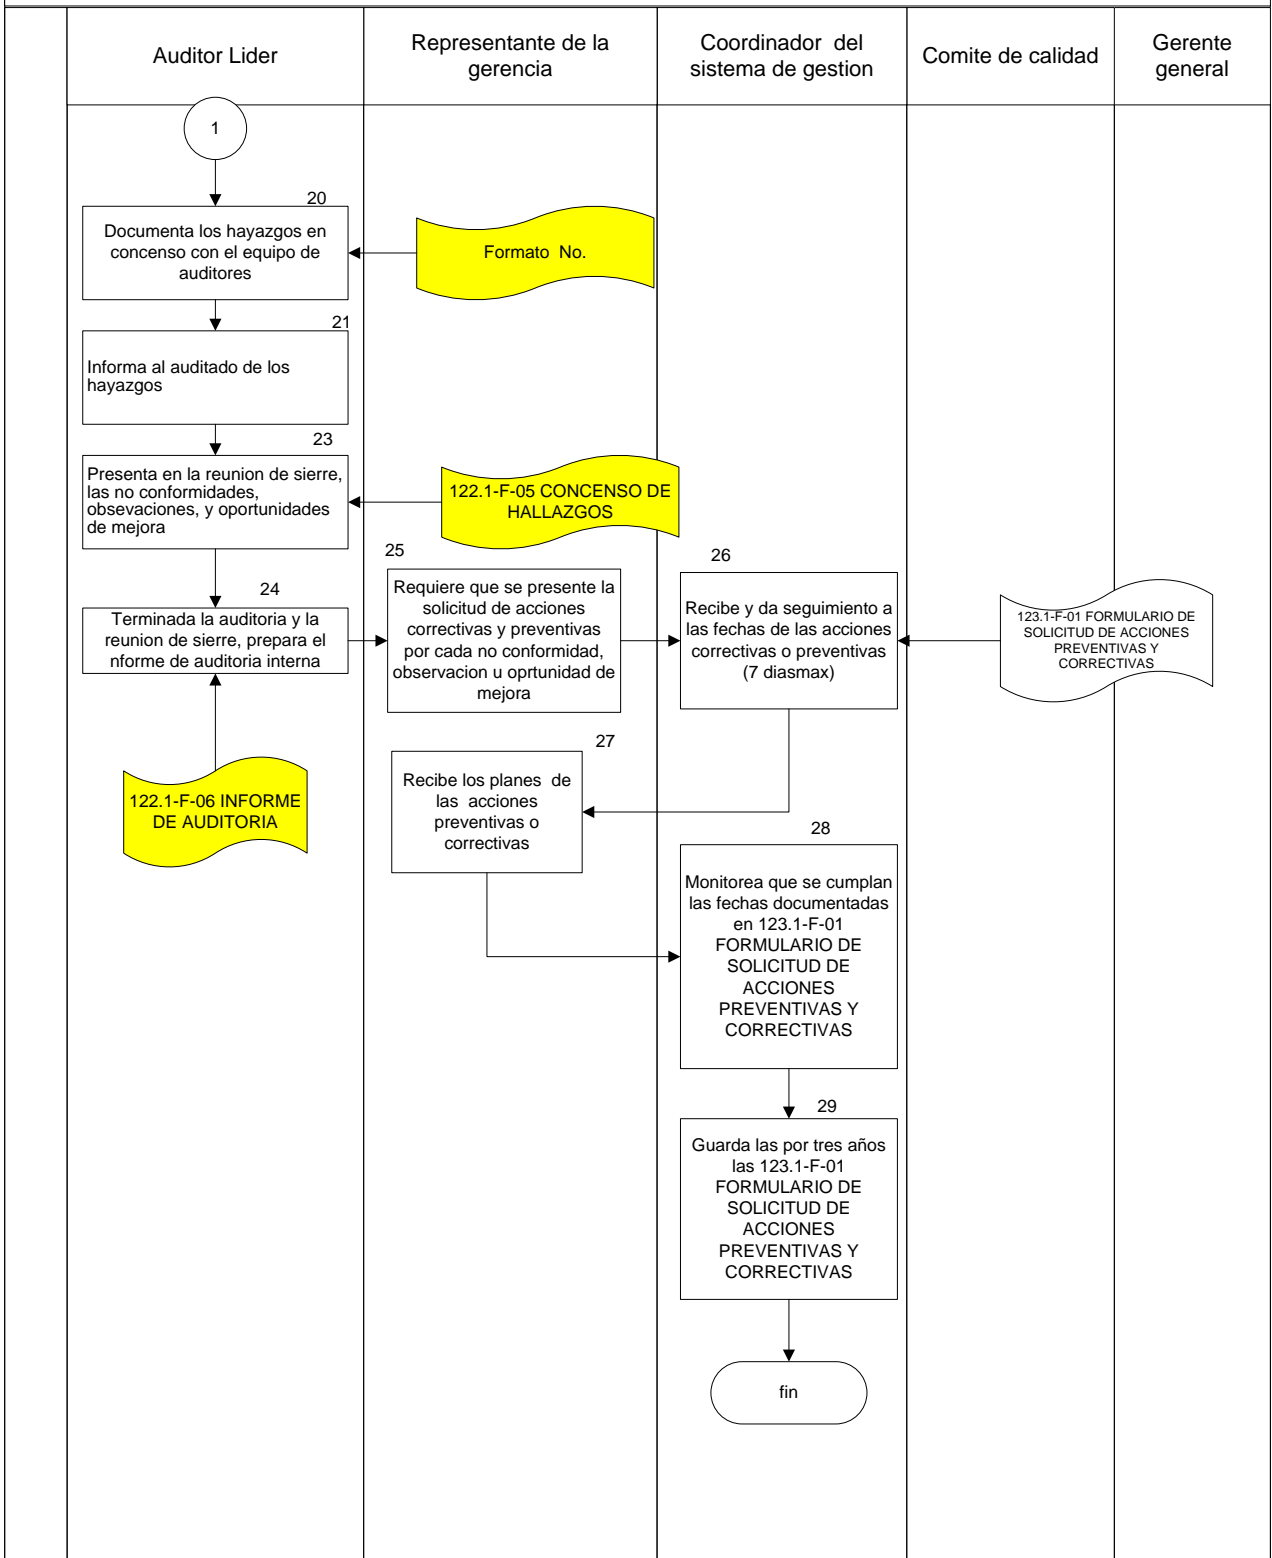 Auditor Lider
Representante de la
gerencia
Coordinador del
sistema de gestion
Comite de calidad
Gerente
general
1
20
Documenta los hayazgos en
concenso con el equipo de
auditores
Formato No.
21
Informa al auditado de los
hayazgos
23
Presenta en la reunion de sierre,
las no conformidades,
obsevaciones, y oportunidades
de mejora
122.1-F-05 CONCENSO DE
HALLAZGOS
24
Terminada la auditoria y la
reunion de sierre, prepara el
nforme de auditoria interna
122.1-F-06 INFORME
DE AUDITORIA
25
Requiere que se presente la
solicitud de acciones
correctivas y preventivas
por cada no conformidad,
observacion u oprtunidad de
mejora
26
Recibe y da seguimiento a
las fechas de las acciones
correctivas o preventivas
(7 diasmax)
123.1-F-01 FORMULARIO DE
SOLICITUD DE ACCIONES
PREVENTIVAS Y
CORRECTIVAS
27
Recibe los planes de
las acciones
preventivas o
correctivas
28
Monitorea que se cumplan
las fechas documentadas
en 123.1-F-01
FORMULARIO DE
SOLICITUD DE
ACCIONES
PREVENTIVAS Y
CORRECTIVAS
29
Guarda las por tres años
las 123.1-F-01
FORMULARIO DE
SOLICITUD DE
ACCIONES
PREVENTIVAS Y
CORRECTIVAS
fin